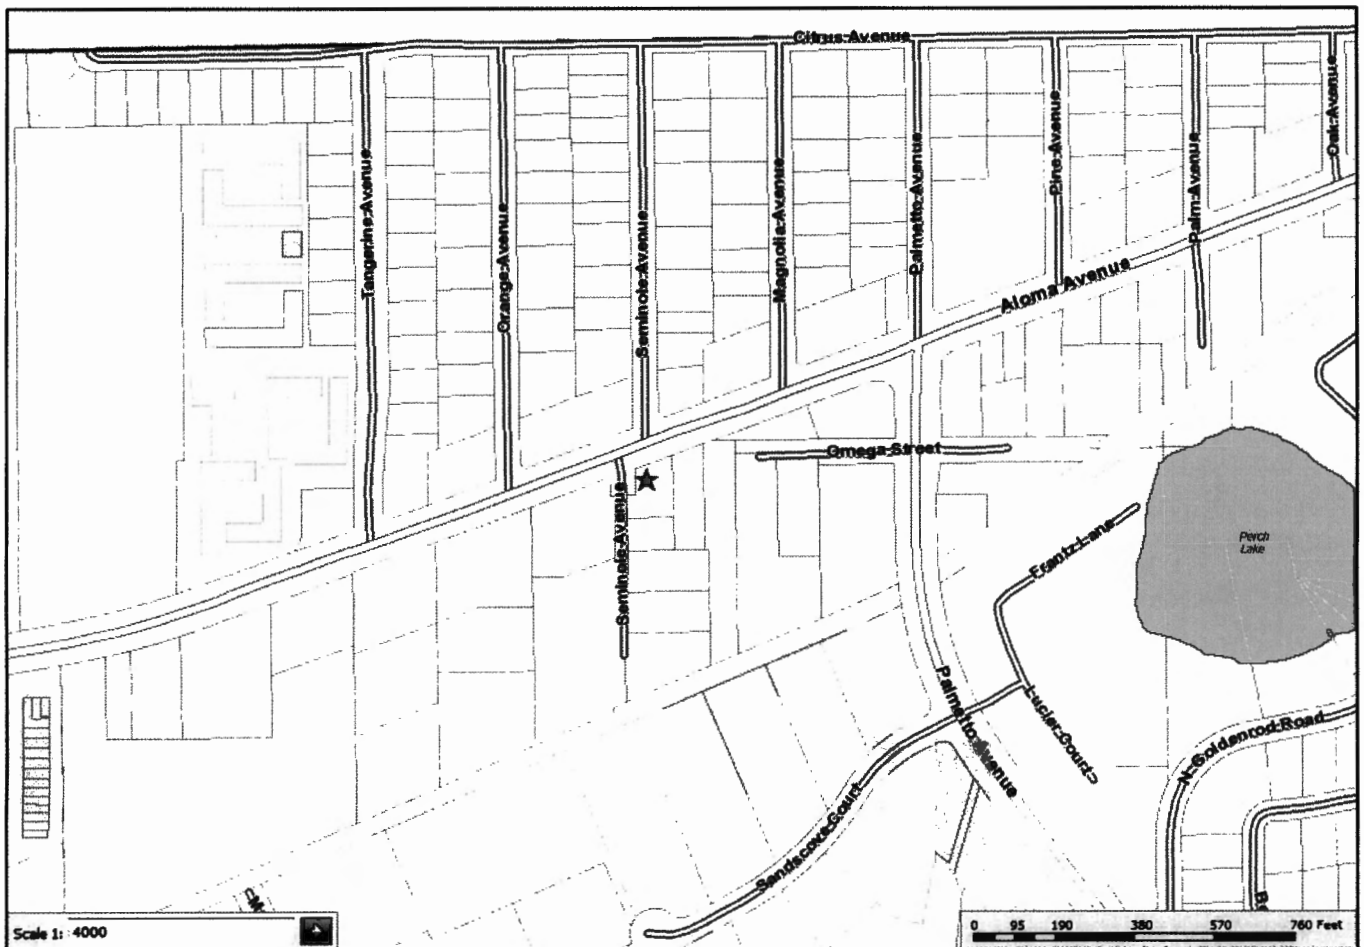 Citrus Avenue
Tangerine Avenue
Orange Avenue
Seminole Avenue
Magnolia Avenue
Palmetto Avenue
Pine Avenue
Palm Avenue
Oak Avenue
Aloma Avenue
Omega Street
Seminole Avenue
Frantz Lane
Perch
Lake
Palmetto Avenue
Lucier Court
N Goldenrod Road
Sandscove Court
Scale 1: 4000
0 95 190 380 570 760 Feet